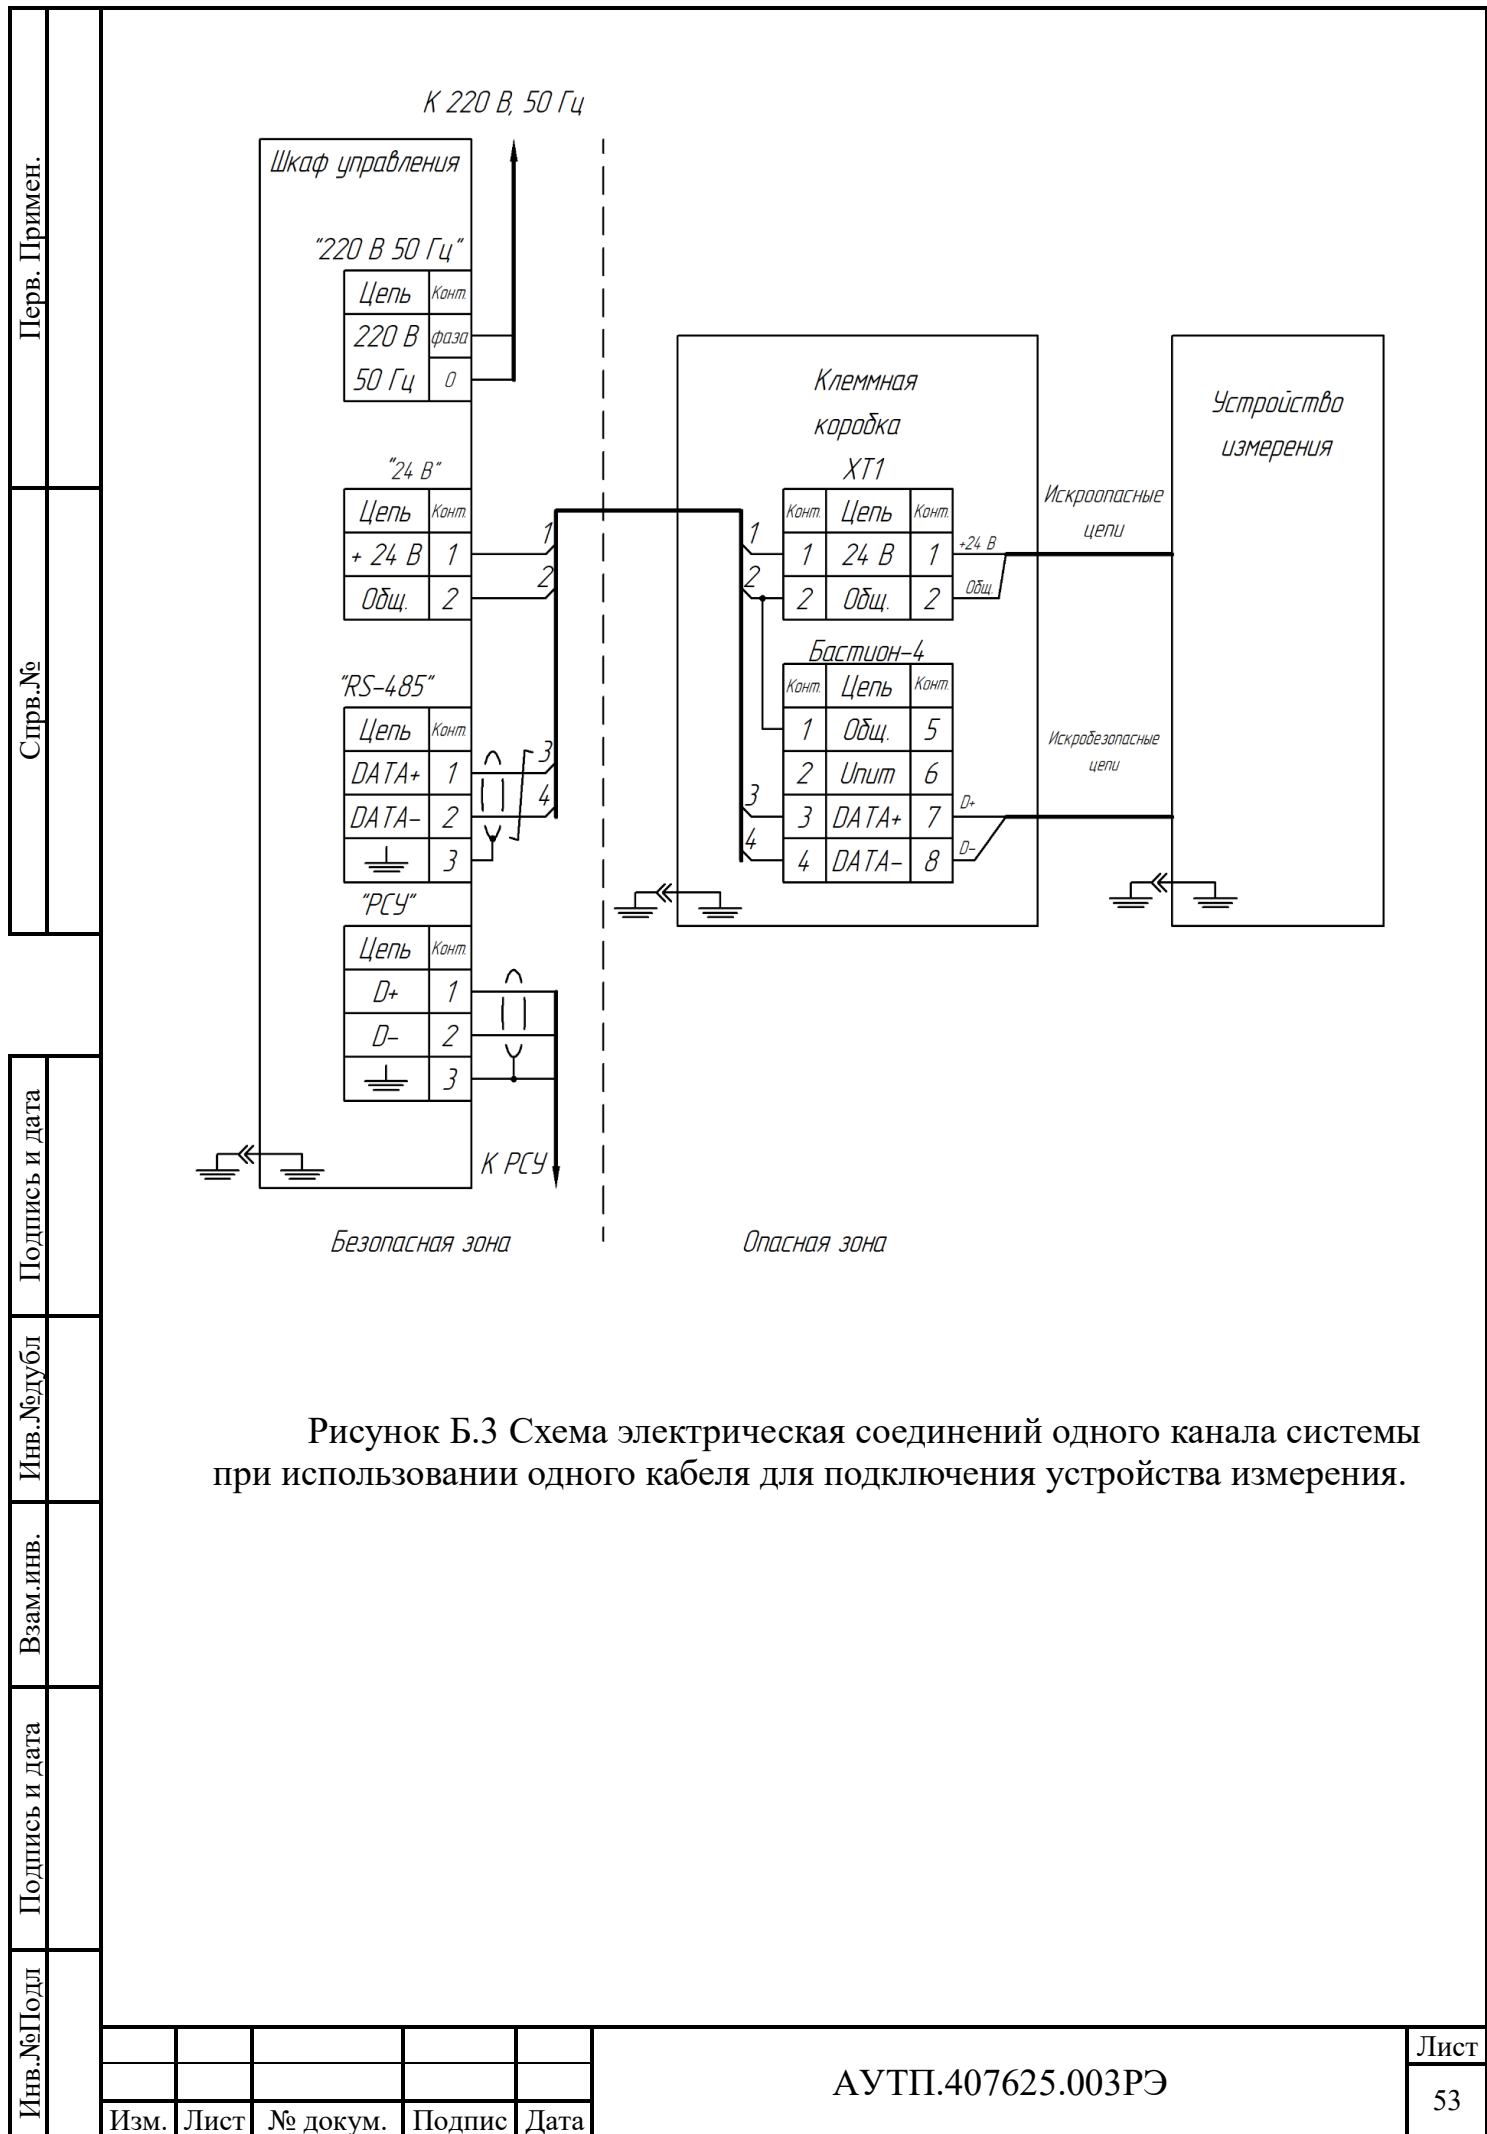 К 220 В, 50 Гц
Шкаф управления
"220 В 50 Гц"
Цепь Конт.
220 В фаза
50 Гц 0
"24 В"
Цепь Конт.
+ 24 В 1
Общ. 2
"RS-485"
Цепь Конт.
DATA+ 1
DATA- 2
3
"РСУ"
Цепь Конт.
D+ 1
D- 2
3
К РСУ
1
2
3
4
Клеммная
коробка
XT1
Конт. Цепь Конт.
1 24 В 1
2 Общ. 2
Бастион-4
Конт. Цепь Конт.
1 Общ. 5
2 Uпит 6
3 DATA+ 7
4 DATA- 8
1
2
3
4
+24 В
Общ.
D+
D-
Искроопасные
цепи
Искробезопасные
цепи
Устройство
измерения
Безопасная зона
Опасная зона
Рисунок Б.3 Схема электрическая соединений одного канала системы
при использовании одного кабеля для подключения устройства измерения.
Перв. Примен.
Спрв.№
Подпись и дата
Инв.№дубл
Взам.инв.
Подпись и дата
Инв.№Подл
Изм. Лист № докум. Подпис Дата
АУТП.407625.003РЭ
Лист
53